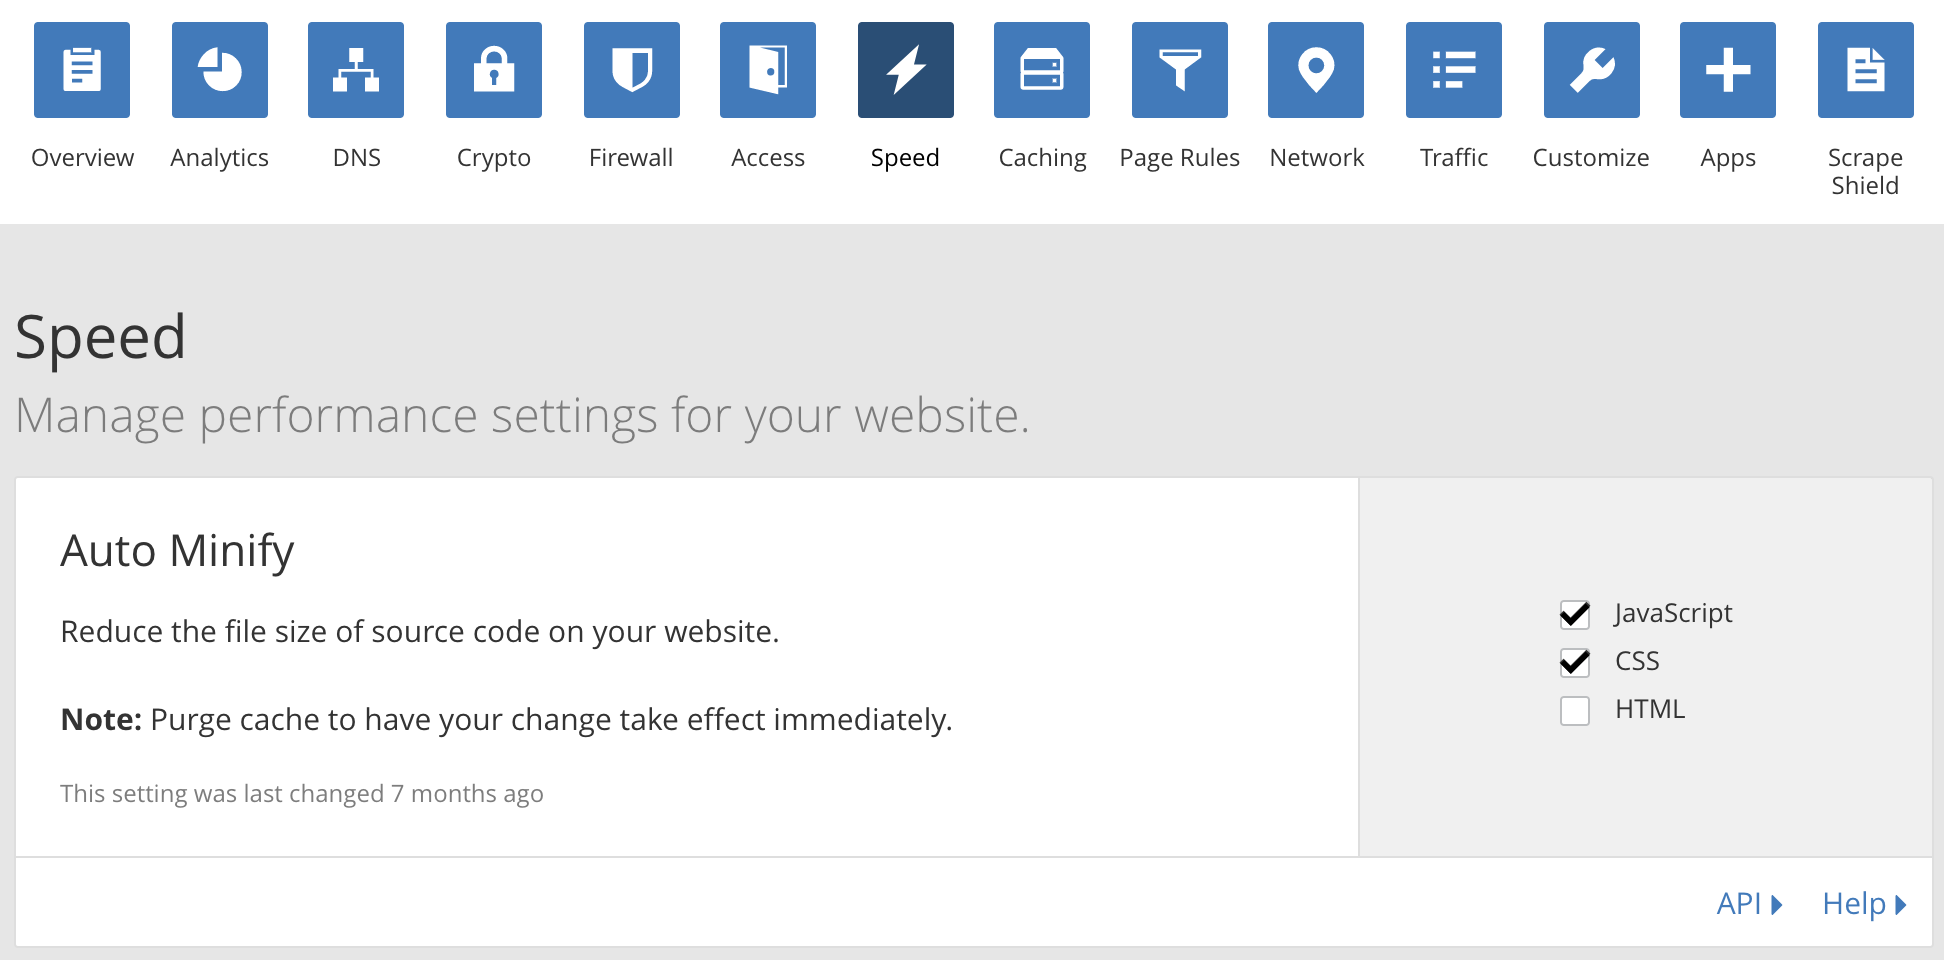 Overview Analytics DNS Crypto Firewall Access Speed Caching Page Rules Network Traffic Customize Apps Scrape
Shield
Speed
Manage performance settings for your website.
Auto Minify
Reduce the file size of source code on your website.
Note: Purge cache to have your change take effect immediately.
This setting was last changed 7 months ago
JavaScript
CSS
HTML
API Help